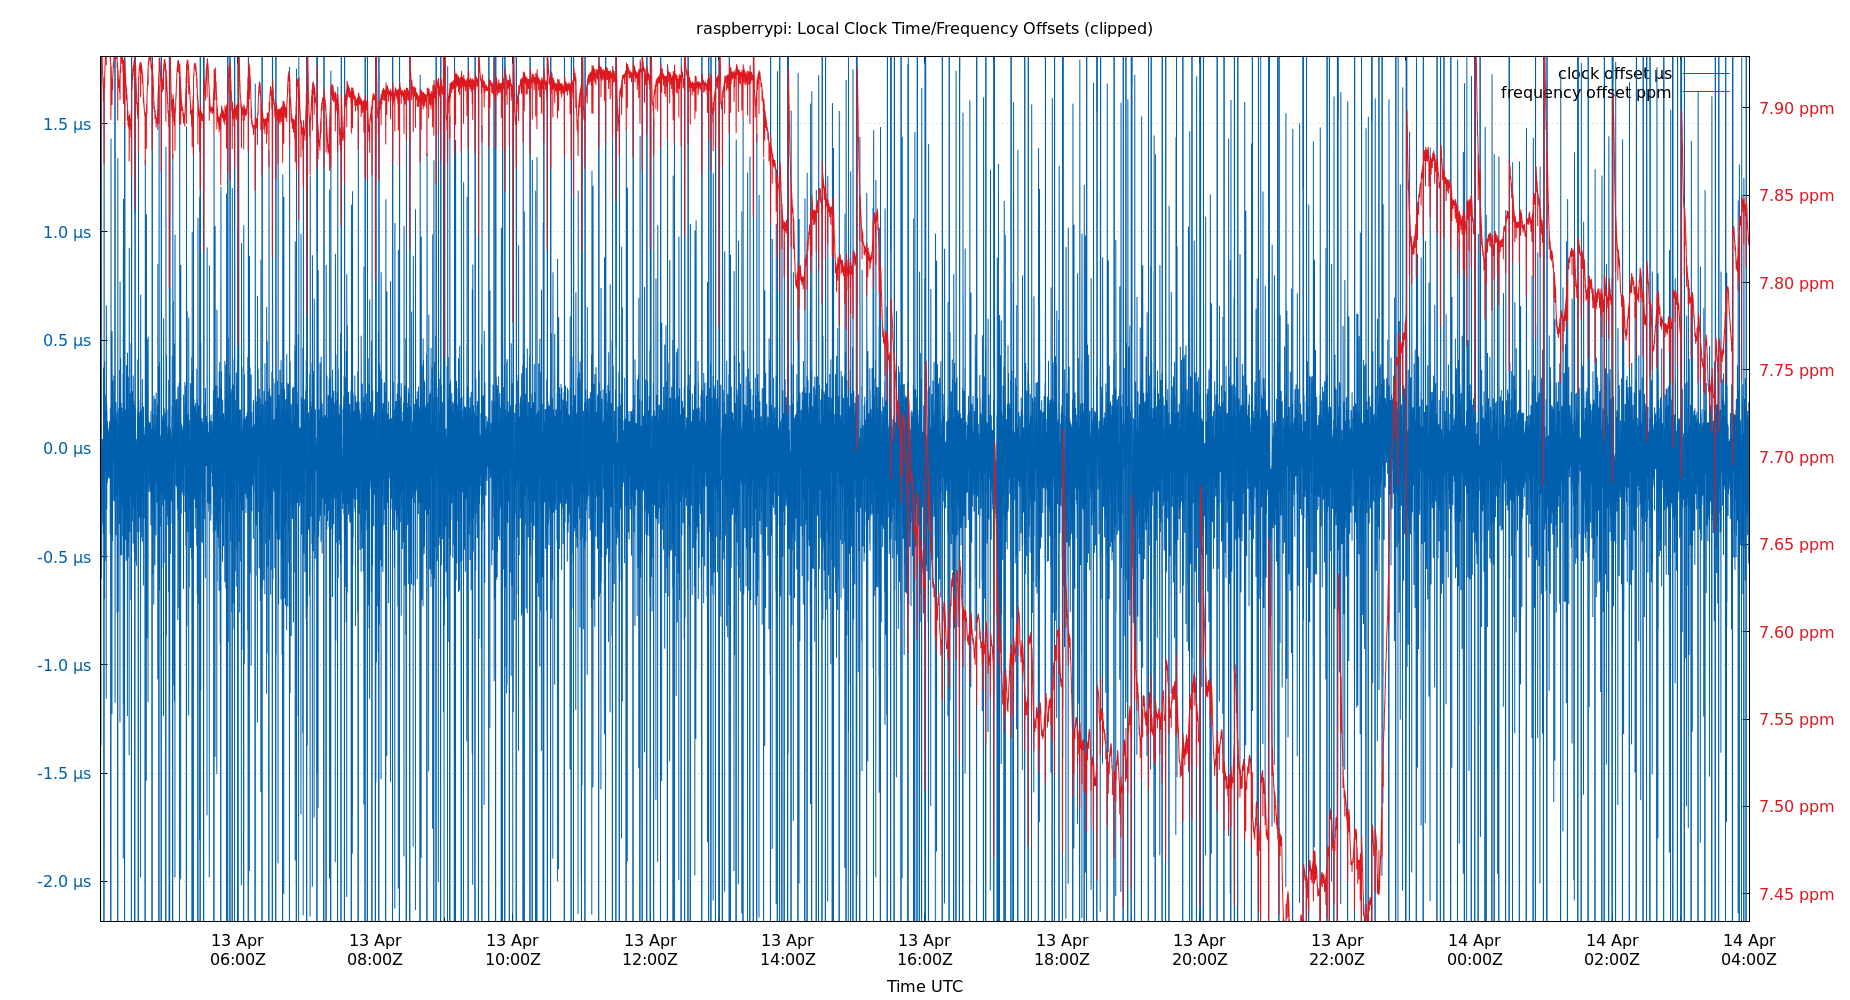 raspberrypi: Local Clock Time/Frequency Offsets (clipped)
clock offset µs
frequency offset ppm
1.5 µs
1.0 µs
0.5 µs
0.0 µs
-0.5 µs
-1.0 µs
-1.5 µs
-2.0 µs
7.90 ppm
7.85 ppm
7.80 ppm
7.75 ppm
7.70 ppm
7.65 ppm
7.60 ppm
7.55 ppm
7.50 ppm
7.45 ppm
13 Apr
06:00Z
13 Apr
08:00Z
13 Apr
10:00Z
13 Apr
12:00Z
13 Apr
14:00Z
13 Apr
16:00Z
13 Apr
18:00Z
13 Apr
20:00Z
13 Apr
22:00Z
14 Apr
00:00Z
14 Apr
02:00Z
14 Apr
04:00Z
Time UTC